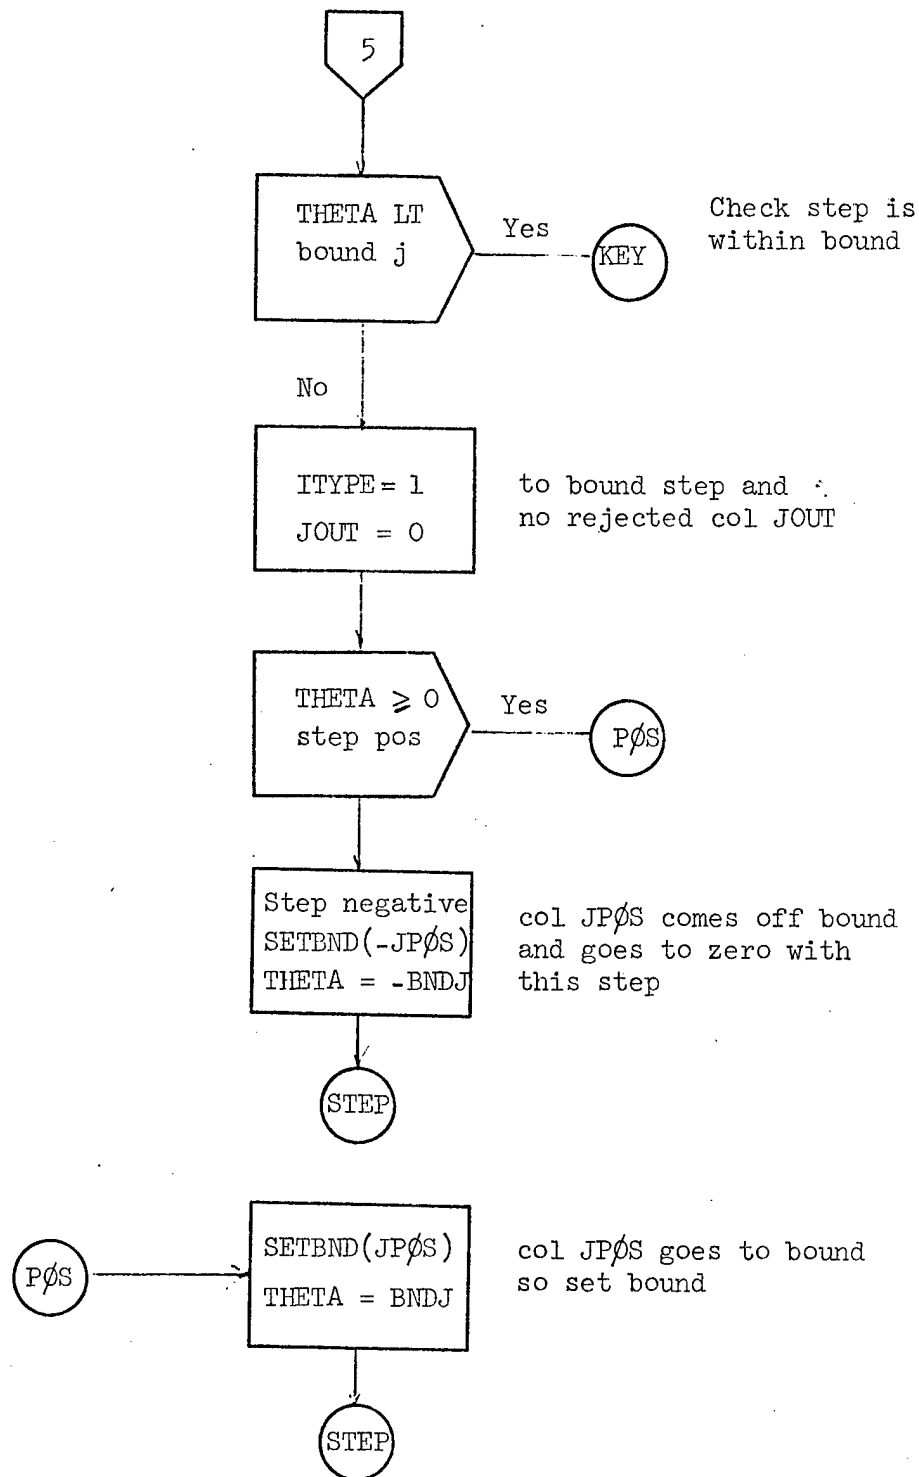 5
THETA LT
bound j
Yes
KEY
Check step is
within bound
No
ITYPE = 1
JOUT = 0
to bound step and
no rejected col JOUT
THETA ⩾ 0
step pos
Yes
PØS
Step negative
SETBND(-JPØS)
THETA = -BNDJ
col JPØS comes off bound
and goes to zero with
this step
STEP
PØS
SETBND(JPØS)
THETA = BNDJ
col JPØS goes to bound
so set bound
STEP